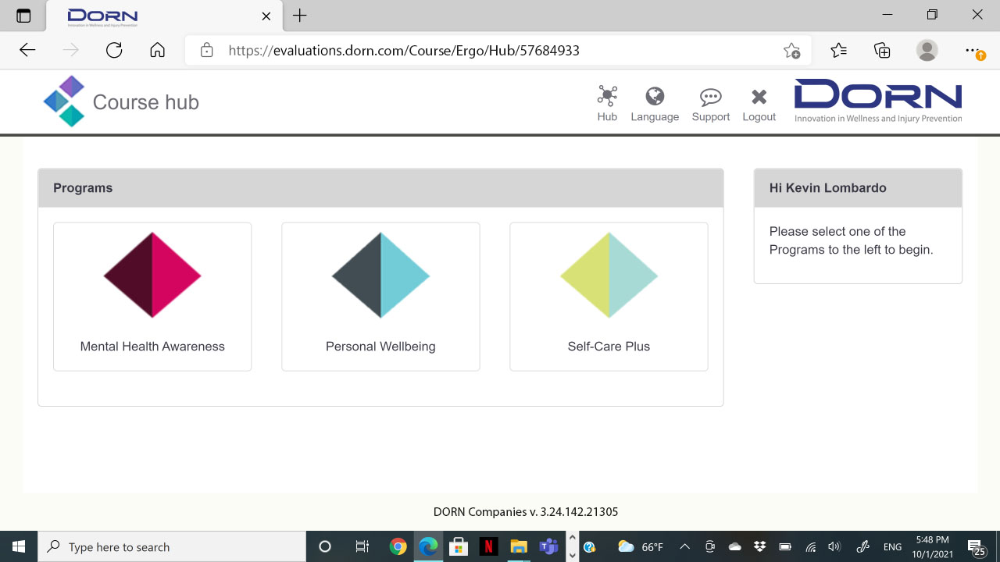 DORN
Innovation in Wellness and Injury Prevention
https://evaluations.dorn.com/Course/Ergo/Hub/57684933
Course hub
Hub Language Support Logout
DORN
Innovation in Wellness and Injury Prevention
Programs
Hi Kevin Lombardo
Please select one of the
Programs to the left to begin.
Mental Health Awareness
Personal Wellbeing
Self-Care Plus
DORN Companies v. 3.24.142.21305
Type here to search
N
T
66°F
ENG
5:48 PM
10/1/2021
25